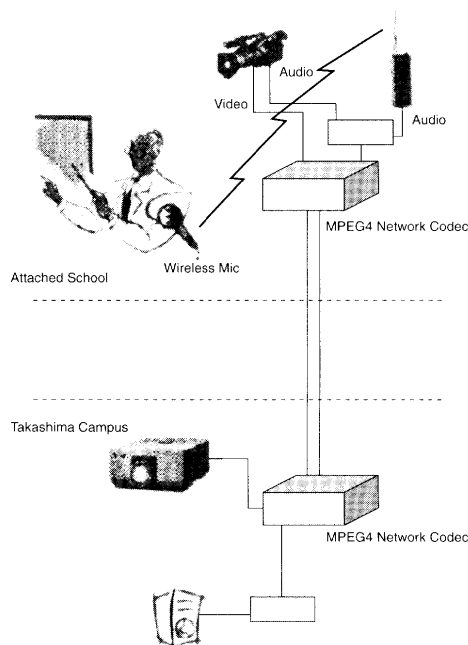 Audio
Video
Audio
MPEG4 Network Codec
Wireless Mic
Attached School
Takashima Campus
MPEG4 Network Codec